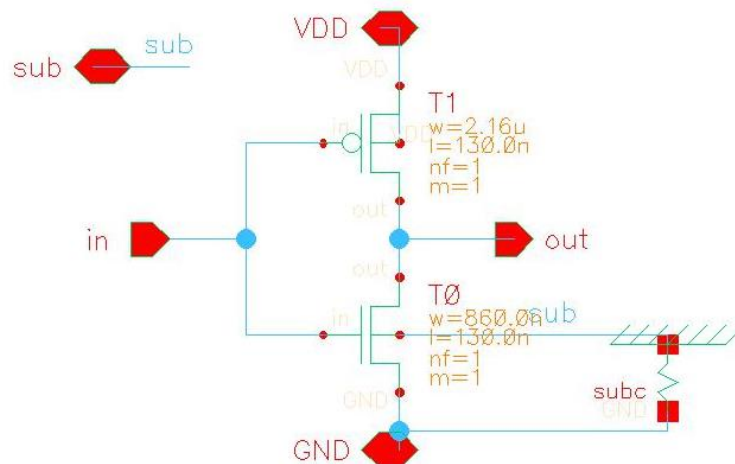 VDD
sub
sub
VDD
T1
in
VDD
w=2.16u
l=130.0n
nf=1
m=1
out
in
out
out
T0
sub
in
w=860.0n
l=130.0n
nf=1
m=1
subc
GND
GND
GND